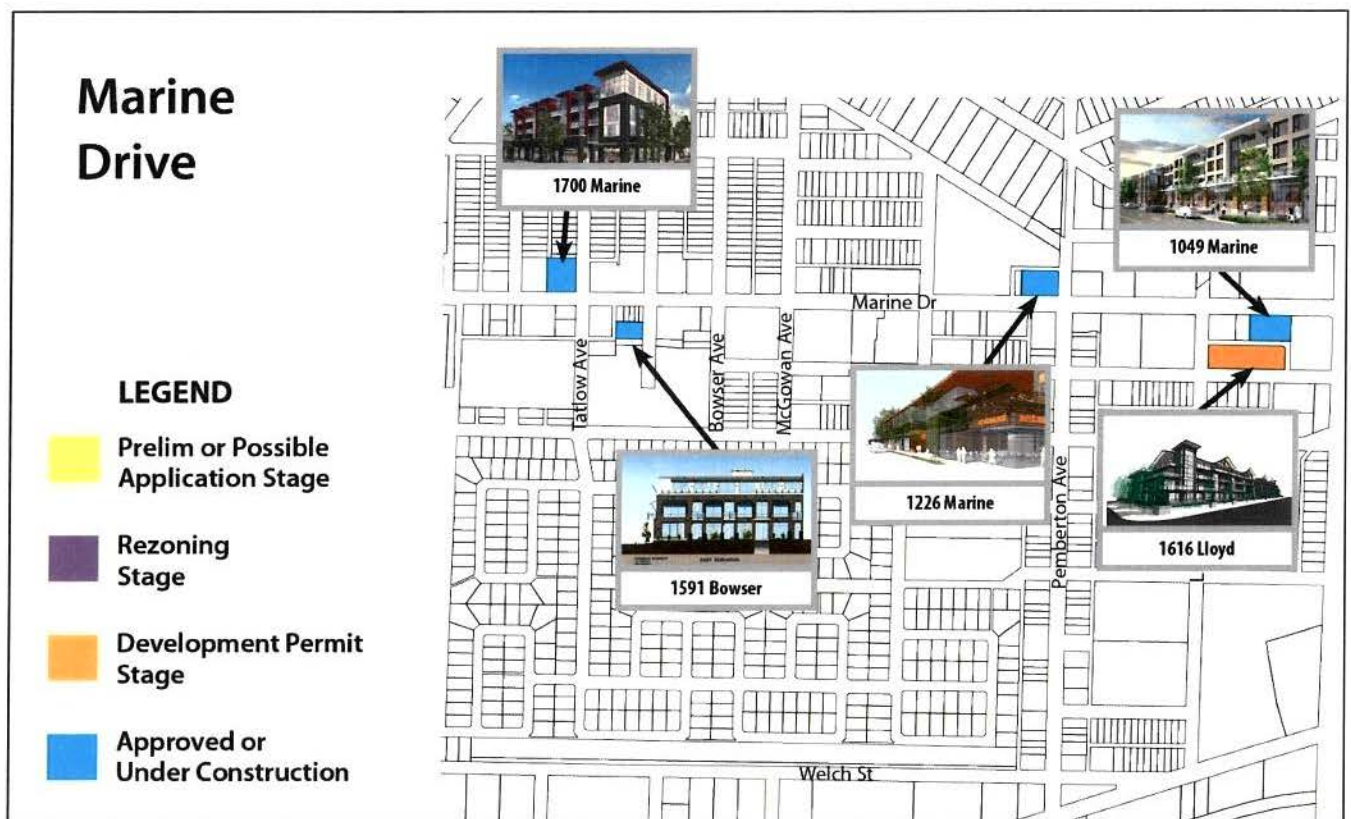 Marine
Drive
1700 Marine
1049 Marine
Marine Dr
Tatlow Ave
Bowser Ave
McGowan Ave
1226 Marine
Pemberton Ave
1616 Lloyd
1591 Bowser
Welch St
LEGEND
Prelim or Possible
Application Stage
Rezoning
Stage
Development Permit
Stage
Approved or
Under Construction